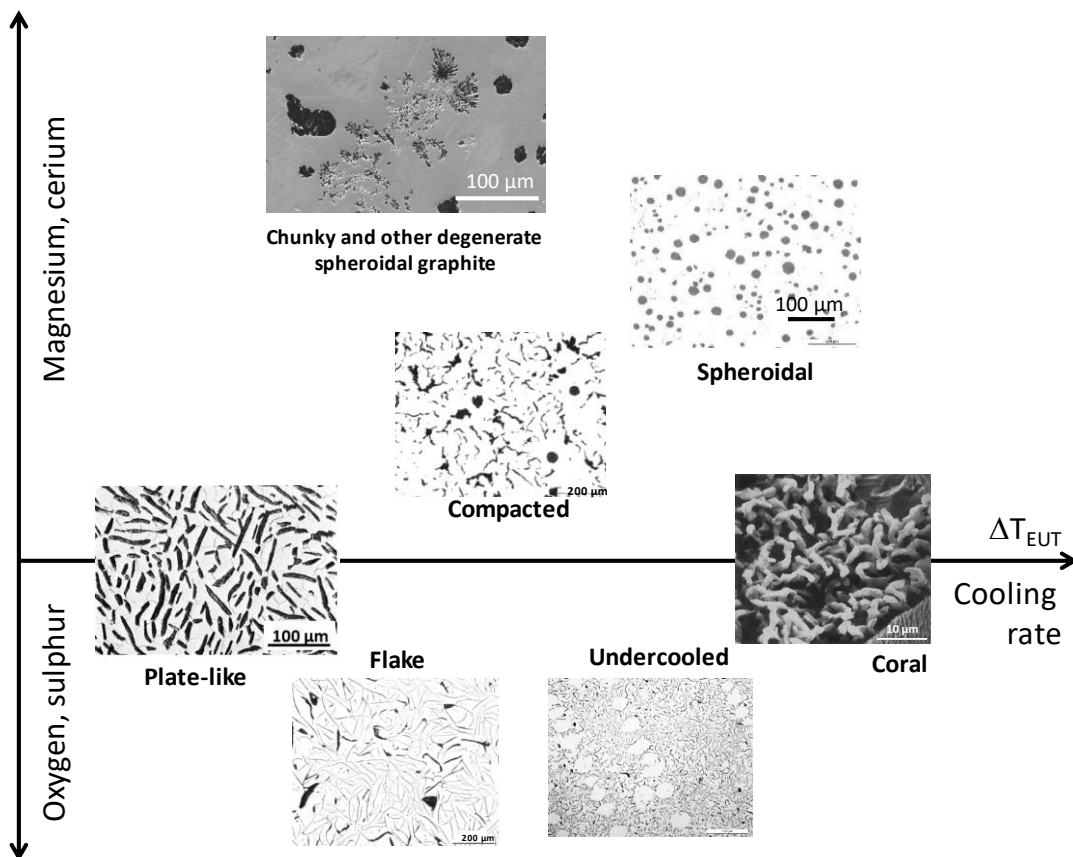 Magnesium, cerium
100 µm
Chunky and other degenerate
spheroidal graphite
100 µm
Spheroidal
200 µm
Compacted
ΔT_EUT
Cooling
rate
100 µm
Plate-like
10 µm
Coral
Oxygen, sulphur
Flake
Undercooled
200 µm